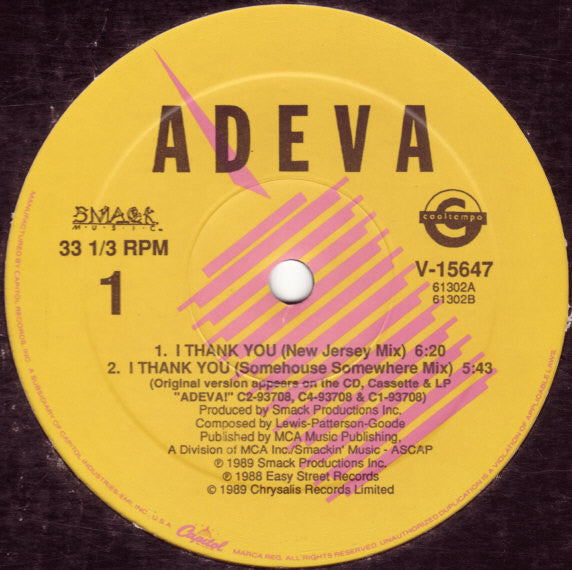 ADEVA
SMACK
MUSIC
33 1/3 RPM
1
cooltempo
V-15647
61302A
61302B
1. I THANK YOU (New Jersey Mix) 6:20
2. I THANK YOU (Somehouse Somewhere Mix) 5:43
(Original version appears on the CD, Cassette & LP
"ADEVA!" C2-93708, C4-93708 & C1-93708)
Produced by Smack Productions Inc.
Composed by Lewis-Patterson-Goode
Published by MCA Music Publishing,
A Division of MCA Inc/Smackin' Music - ASCAP
℗ 1989 Smack Productions Inc.
℗ 1988 Easy Street Records
© 1989 Chrysalis Records Limited
MANUFACTURED BY CAPITOL RECORDS, INC. A SUBSIDIARY OF CAPITOL INDUSTRIES-EMI, INC. U.S.A.
Capitol
MARCA REG. ALL RIGHTS RESERVED. UNAUTHORIZED DUPLICATION IS A VIOLATION OF APPLICABLE LAWS.